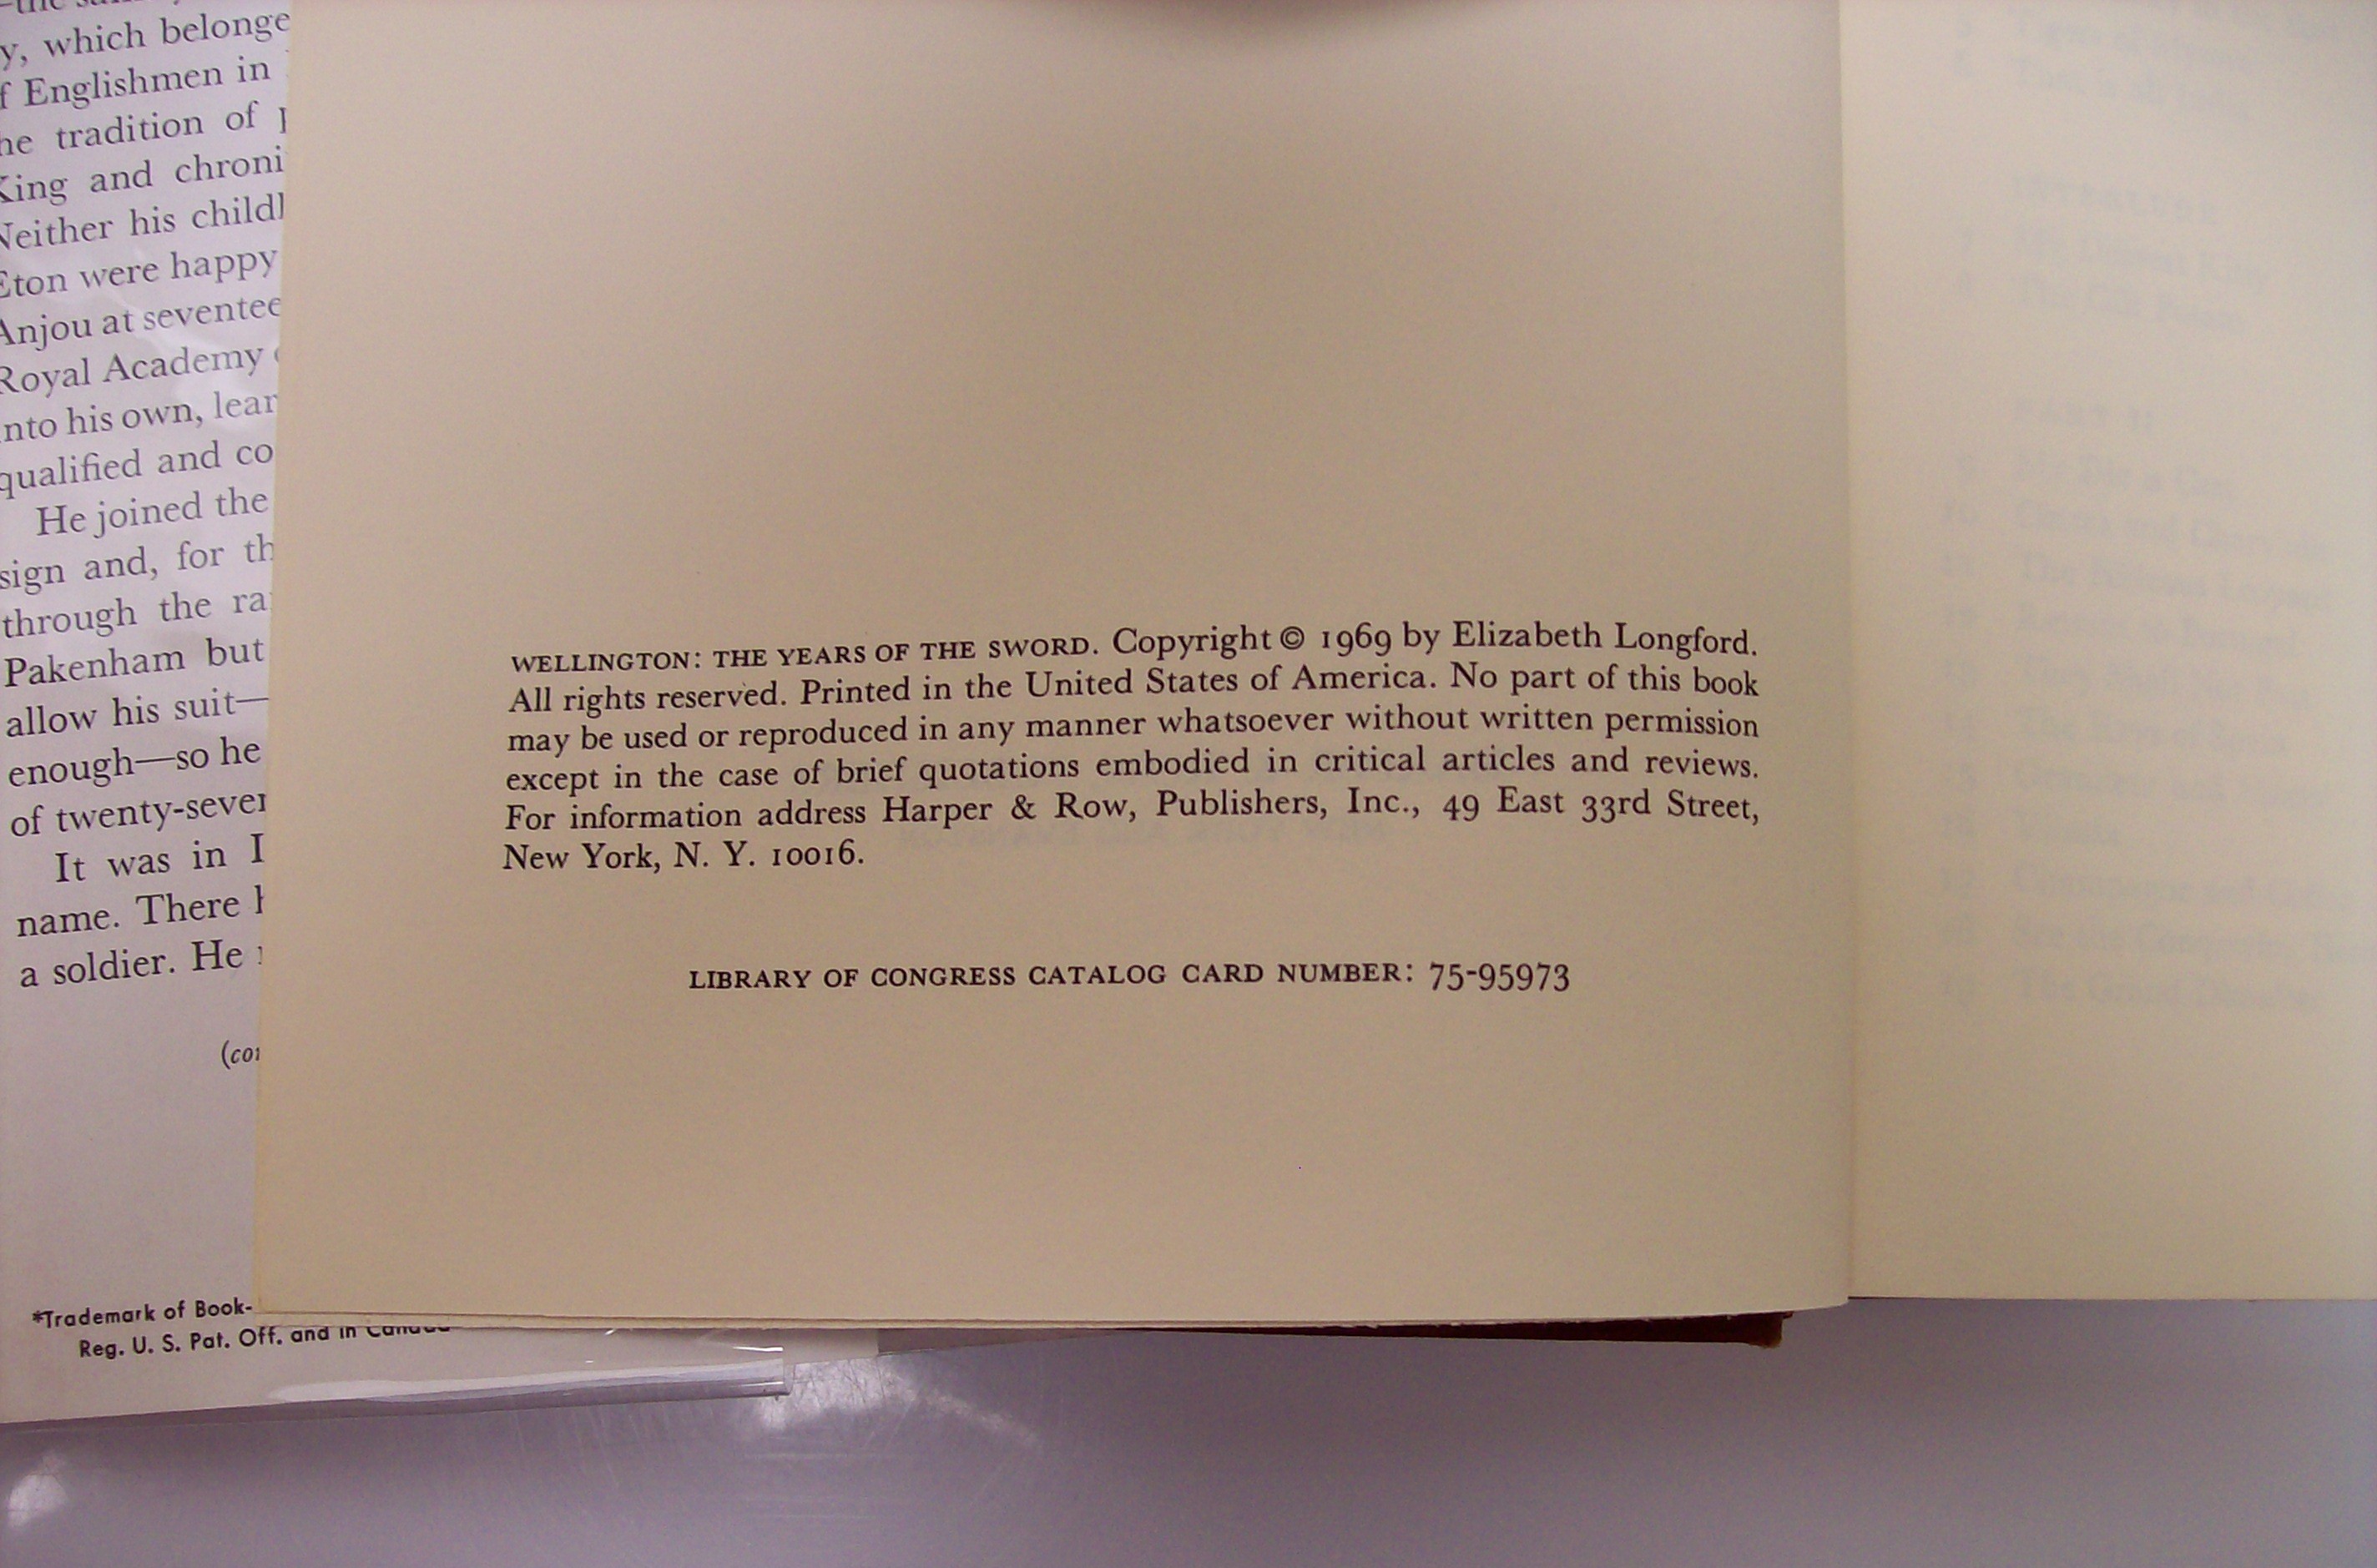 y, which belonge
f Englishmen in
he tradition of
King and chroni
Neither his child
Eton were happy
Anjou at seventee
Royal Academy
into his own, lear
qualified and co
He joined the
sign and, for th
through the ra
Pakenham but
allow his suit—
enough—so he
of twenty-seven
It was in I
name. There h
a soldier. He
(con
*Trademark of Book-
Reg. U. S. Pat. Off. and in Canada
WELLINGTON: THE YEARS OF THE SWORD. Copyright © 1969 by Elizabeth Longford.
All rights reserved. Printed in the United States of America. No part of this book
may be used or reproduced in any manner whatsoever without written permission
except in the case of brief quotations embodied in critical articles and reviews.
For information address Harper & Row, Publishers, Inc., 49 East 33rd Street,
New York, N. Y. 10016.
LIBRARY OF CONGRESS CATALOG CARD NUMBER: 75-95973